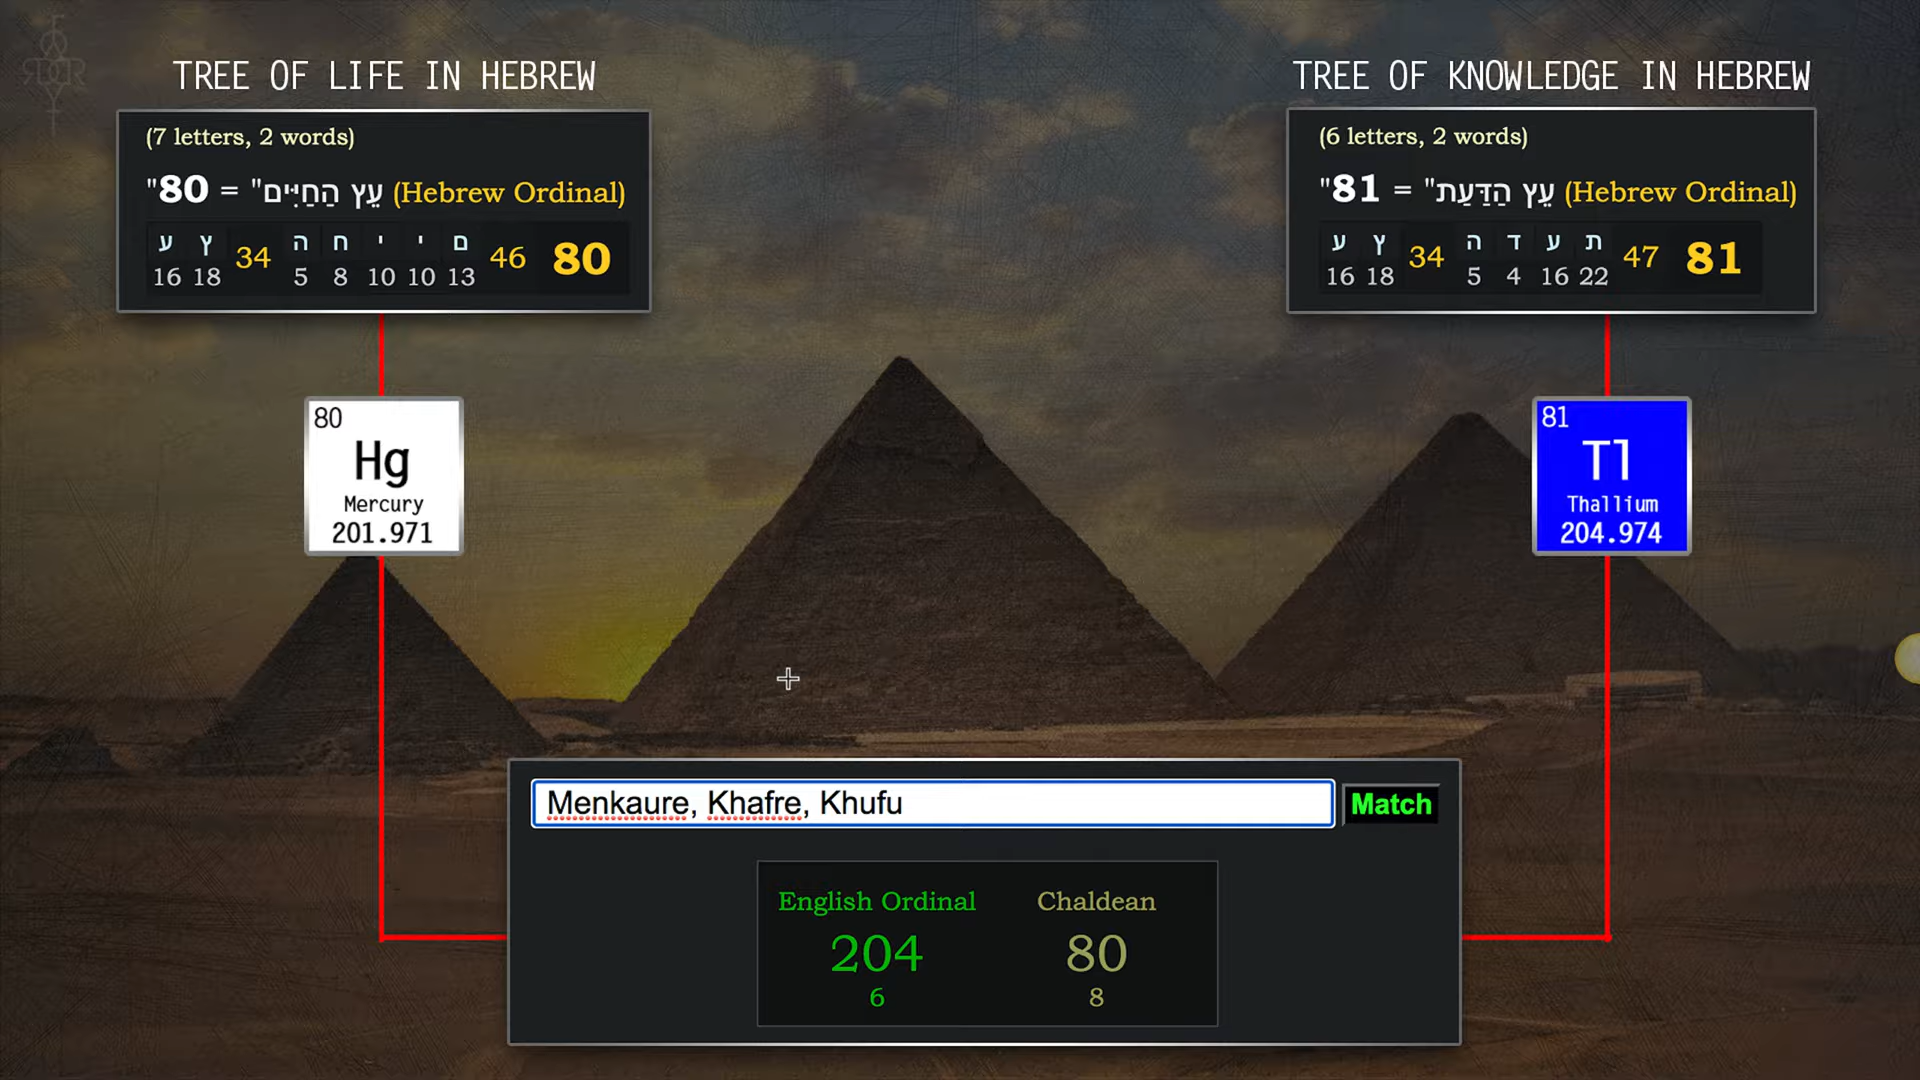 TREE OF LIFE IN HEBREW
(7 letters, 2 words)
"עֵץ הַחַיִּים" = "80 (Hebrew Ordinal)
ע ץ 34 ה ח י י ם 46 80
16 18 5 8 10 10 13
TREE OF KNOWLEDGE IN HEBREW
(6 letters, 2 words)
"עֵץ הַדַּעַת" = "81 (Hebrew Ordinal)
ע ץ 34 ה ד ע ת 47 81
16 18 5 4 16 22
80
Hg
Mercury
201.971
81
Tl
Thallium
204.974
Menkaure, Khafre, Khufu
Match
English Ordinal Chaldean
204 80
6 8